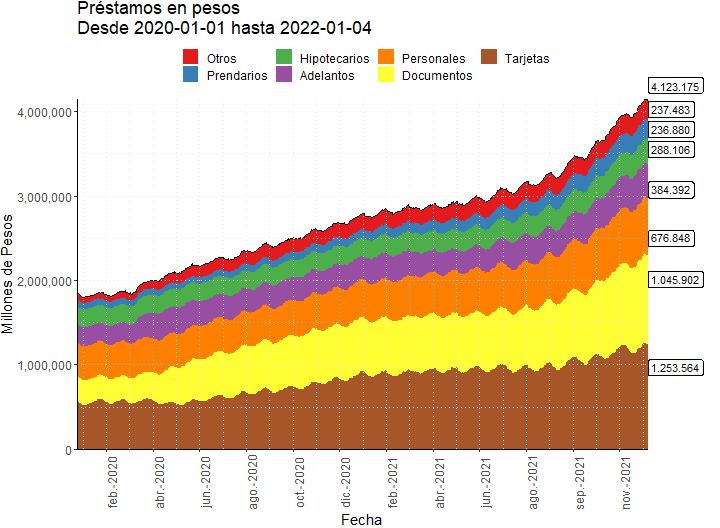 Préstamos en pesos
Desde 2020-01-01 hasta 2022-01-04
Otros Hipotecarios Personales Tarjetas
Prendarios Adelantos Documentos
4.123.175
237.483
236.880
288.106
384.392
676.848
1.045.902
1.253.564
4,000,000
3,000,000
2,000,000
1,000,000
0
Millones de Pesos
feb.-2020 abr.-2020 jun.-2020 ago.-2020 oct.-2020 dic.-2020 feb.-2021 abr.-2021 jun.-2021 ago.-2021 sep.-2021 nov.-2021
Fecha